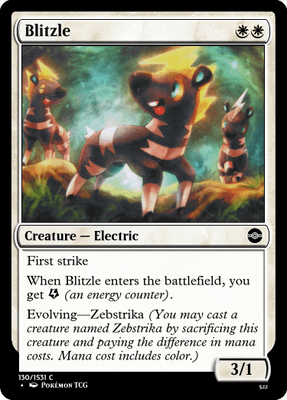 Blitzle
Creature — Electric
First strike
When Blitzle enters the battlefield, you
get (an energy counter).
Evolving—Zebstrika (You may cast a
creature named Zebstrika by sacrificing this
creature and paying the difference in mana
costs. Mana cost includes color.)
130/1531 C
Pokémon TCG
522
3/1